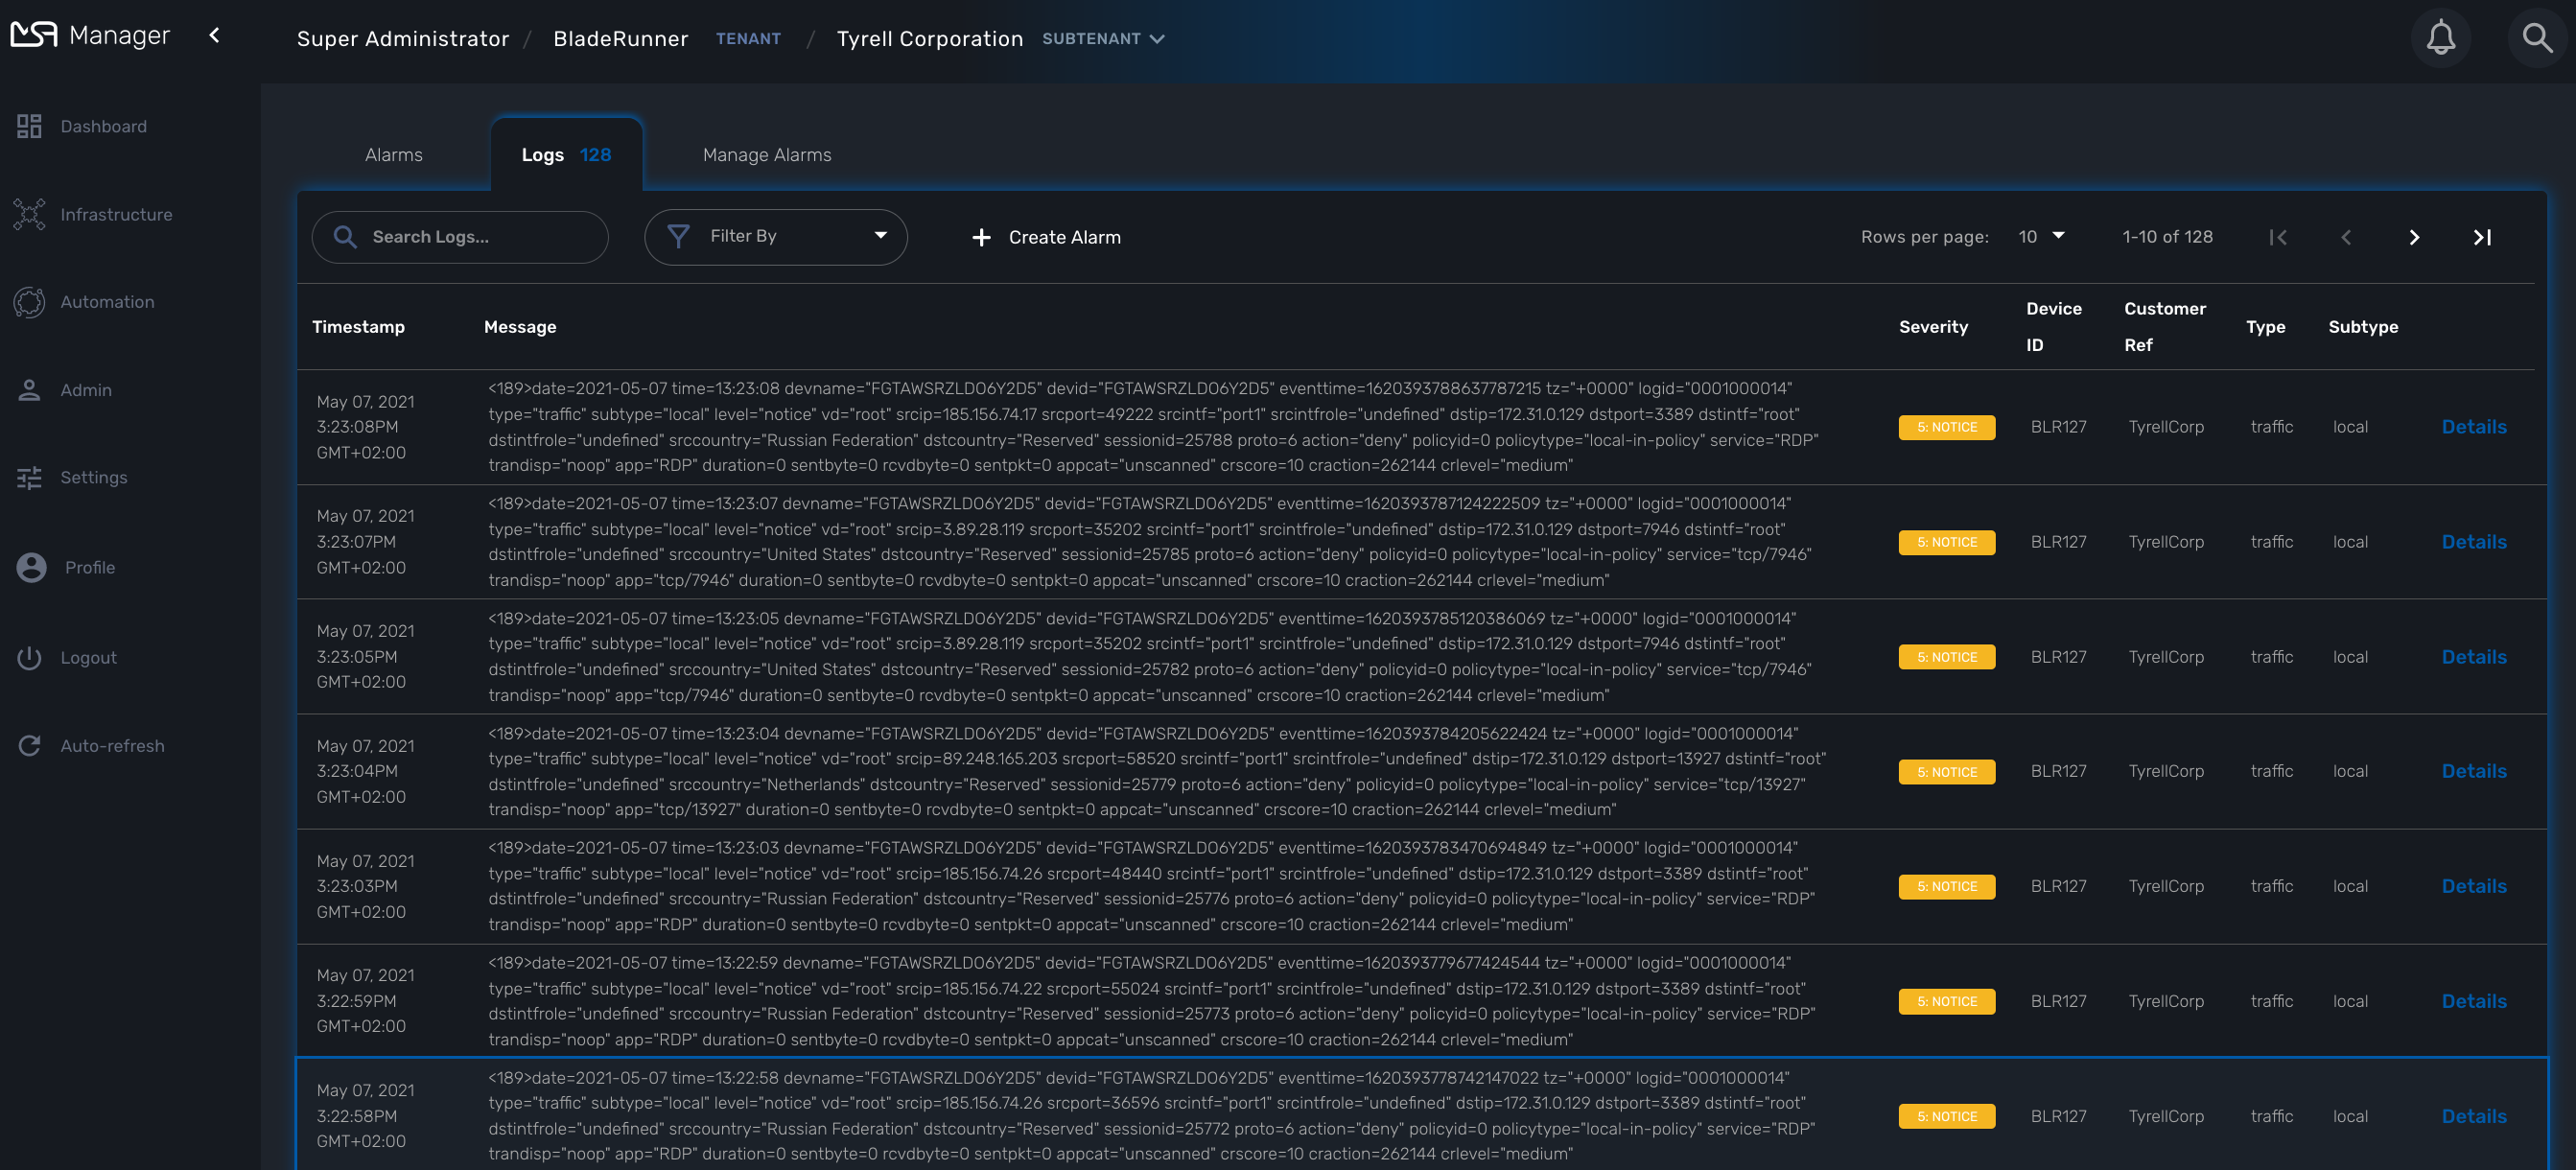 MSA Manager
Super Administrator / BladeRunner TENANT / Tyrell Corporation SUBTENANT
Dashboard
Infrastructure
Automation
Admin
Settings
Profile
Logout
Auto-refresh
Alarms
Logs 128
Manage Alarms
Search Logs...
Filter By
+ Create Alarm
Rows per page: 10
1-10 of 128
Timestamp Message Severity Device ID Customer Ref Type Subtype
May 07, 2021
3:23:08PM
GMT+02:00
<189>date=2021-05-07 time=13:23:08 devname="FGTAWSRZLDO6Y2D5" devid="FGTAWSRZLDO6Y2D5" eventtime=1620393788637787215 tz="+0000" logid="0001000014"
type="traffic" subtype="local" level="notice" vd="root" srcip=185.156.74.17 srcport=49222 srcintf="port1" srcintfrole="undefined" dstip=172.31.0.129 dstport=3389 dstintf="root"
dstintfrole="undefined" srccountry="Russian Federation" dstcountry="Reserved" sessionid=25788 proto=6 action="deny" policyid=0 policytype="local-in-policy" service="RDP"
trandisp="noop" app="RDP" duration=0 sentbyte=0 rcvdbyte=0 sentpkt=0 appcat="unscanned" crscore=10 craction=262144 crlevel="medium"
5: NOTICE BLR127 TyrellCorp traffic local Details
May 07, 2021
3:23:07PM
GMT+02:00
<189>date=2021-05-07 time=13:23:07 devname="FGTAWSRZLDO6Y2D5" devid="FGTAWSRZLDO6Y2D5" eventtime=1620393787124222509 tz="+0000" logid="0001000014"
type="traffic" subtype="local" level="notice" vd="root" srcip=3.89.28.119 srcport=35202 srcintf="port1" srcintfrole="undefined" dstip=172.31.0.129 dstport=7946 dstintf="root"
dstintfrole="undefined" srccountry="United States" dstcountry="Reserved" sessionid=25785 proto=6 action="deny" policyid=0 policytype="local-in-policy" service="tcp/7946"
trandisp="noop" app="tcp/7946" duration=0 sentbyte=0 rcvdbyte=0 sentpkt=0 appcat="unscanned" crscore=10 craction=262144 crlevel="medium"
5: NOTICE BLR127 TyrellCorp traffic local Details
May 07, 2021
3:23:05PM
GMT+02:00
<189>date=2021-05-07 time=13:23:05 devname="FGTAWSRZLDO6Y2D5" devid="FGTAWSRZLDO6Y2D5" eventtime=1620393785120386069 tz="+0000" logid="0001000014"
type="traffic" subtype="local" level="notice" vd="root" srcip=3.89.28.119 srcport=35202 srcintf="port1" srcintfrole="undefined" dstip=172.31.0.129 dstport=7946 dstintf="root"
dstintfrole="undefined" srccountry="United States" dstcountry="Reserved" sessionid=25782 proto=6 action="deny" policyid=0 policytype="local-in-policy" service="tcp/7946"
trandisp="noop" app="tcp/7946" duration=0 sentbyte=0 rcvdbyte=0 sentpkt=0 appcat="unscanned" crscore=10 craction=262144 crlevel="medium"
5: NOTICE BLR127 TyrellCorp traffic local Details
May 07, 2021
3:23:04PM
GMT+02:00
<189>date=2021-05-07 time=13:23:04 devname="FGTAWSRZLDO6Y2D5" devid="FGTAWSRZLDO6Y2D5" eventtime=1620393784205622424 tz="+0000" logid="0001000014"
type="traffic" subtype="local" level="notice" vd="root" srcip=89.248.165.203 srcport=58520 srcintf="port1" srcintfrole="undefined" dstip=172.31.0.129 dstport=13927 dstintf="root"
dstintfrole="undefined" srccountry="Netherlands" dstcountry="Reserved" sessionid=25779 proto=6 action="deny" policyid=0 policytype="local-in-policy" service="tcp/13927"
trandisp="noop" app="tcp/13927" duration=0 sentbyte=0 rcvdbyte=0 sentpkt=0 appcat="unscanned" crscore=10 craction=262144 crlevel="medium"
5: NOTICE BLR127 TyrellCorp traffic local Details
May 07, 2021
3:23:03PM
GMT+02:00
<189>date=2021-05-07 time=13:23:03 devname="FGTAWSRZLDO6Y2D5" devid="FGTAWSRZLDO6Y2D5" eventtime=1620393783470694849 tz="+0000" logid="0001000014"
type="traffic" subtype="local" level="notice" vd="root" srcip=185.156.74.26 srcport=48440 srcintf="port1" srcintfrole="undefined" dstip=172.31.0.129 dstport=3389 dstintf="root"
dstintfrole="undefined" srccountry="Russian Federation" dstcountry="Reserved" sessionid=25776 proto=6 action="deny" policyid=0 policytype="local-in-policy" service="RDP"
trandisp="noop" app="RDP" duration=0 sentbyte=0 rcvdbyte=0 sentpkt=0 appcat="unscanned" crscore=10 craction=262144 crlevel="medium"
5: NOTICE BLR127 TyrellCorp traffic local Details
May 07, 2021
3:22:59PM
GMT+02:00
<189>date=2021-05-07 time=13:22:59 devname="FGTAWSRZLDO6Y2D5" devid="FGTAWSRZLDO6Y2D5" eventtime=1620393779677424544 tz="+0000" logid="0001000014"
type="traffic" subtype="local" level="notice" vd="root" srcip=185.156.74.22 srcport=55024 srcintf="port1" srcintfrole="undefined" dstip=172.31.0.129 dstport=3389 dstintf="root"
dstintfrole="undefined" srccountry="Russian Federation" dstcountry="Reserved" sessionid=25773 proto=6 action="deny" policyid=0 policytype="local-in-policy" service="RDP"
trandisp="noop" app="RDP" duration=0 sentbyte=0 rcvdbyte=0 sentpkt=0 appcat="unscanned" crscore=10 craction=262144 crlevel="medium"
5: NOTICE BLR127 TyrellCorp traffic local Details
May 07, 2021
3:22:58PM
GMT+02:00
<189>date=2021-05-07 time=13:22:58 devname="FGTAWSRZLDO6Y2D5" devid="FGTAWSRZLDO6Y2D5" eventtime=1620393778742147022 tz="+0000" logid="0001000014"
type="traffic" subtype="local" level="notice" vd="root" srcip=185.156.74.26 srcport=36596 srcintf="port1" srcintfrole="undefined" dstip=172.31.0.129 dstport=3389 dstintf="root"
dstintfrole="undefined" srccountry="Russian Federation" dstcountry="Reserved" sessionid=25772 proto=6 action="deny" policyid=0 policytype="local-in-policy" service="RDP"
trandisp="noop" app="RDP" duration=0 sentbyte=0 rcvdbyte=0 sentpkt=0 appcat="unscanned" crscore=10 craction=262144 crlevel="medium"
5: NOTICE BLR127 TyrellCorp traffic local Details